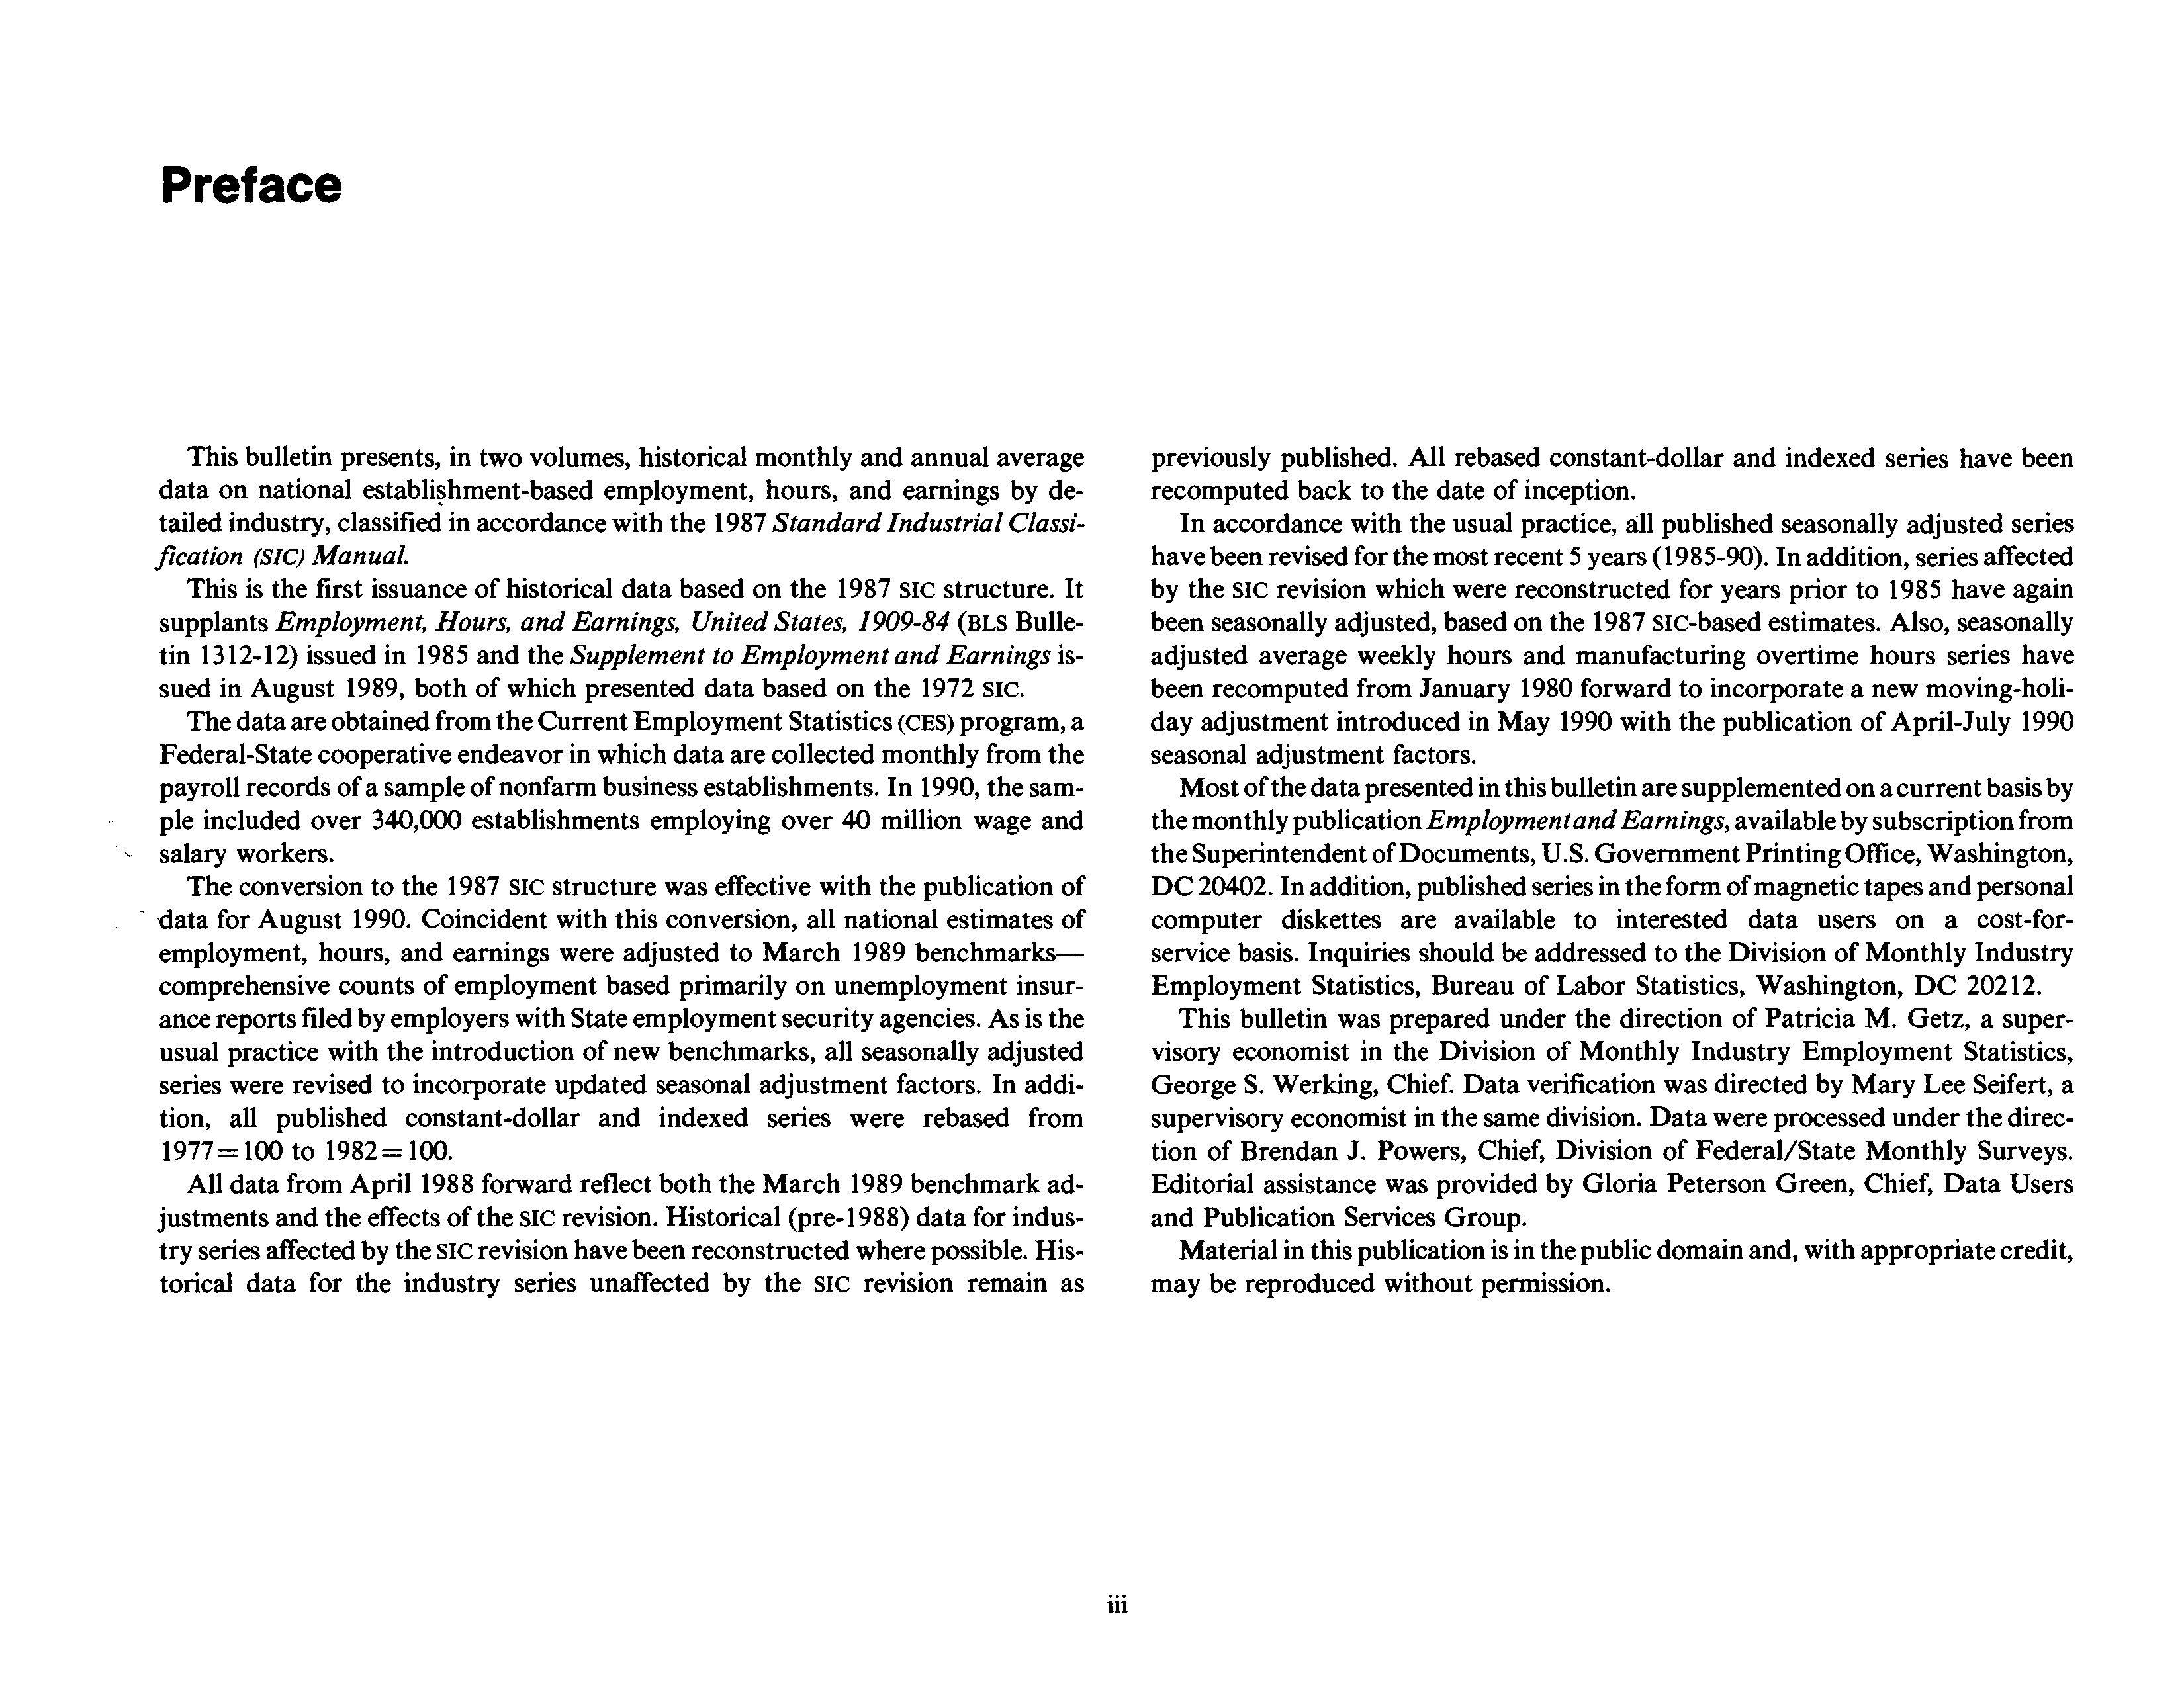 Preface
This bulletin presents, in two volumes, historical monthly and annual average
data on national establishment-based employment, hours, and earnings by de-
tailed industry, classified in accordance with the 1987 Standard Industrial Classi-
fication (SIC) Manual.
This is the first issuance of historical data based on the 1987 SIC structure. It
supplants Employment, Hours, and Earnings, United States, 1909-84 (BLS Bulle-
tin 1312-12) issued in 1985 and the Supplement to Employment and Earnings is-
sued in August 1989, both of which presented data based on the 1972 SIC.
The data are obtained from the Current Employment Statistics (CES) program, a
Federal-State cooperative endeavor in which data are collected monthly from the
payroll records of a sample of nonfarm business establishments. In 1990, the sam-
ple included over 340,000 establishments employing over 40 million wage and
salary workers.
The conversion to the 1987 SIC structure was effective with the publication of
data for August 1990. Coincident with this conversion, all national estimates of
employment, hours, and earnings were adjusted to March 1989 benchmarks—
comprehensive counts of employment based primarily on unemployment insur-
ance reports filed by employers with State employment security agencies. As is the
usual practice with the introduction of new benchmarks, all seasonally adjusted
series were revised to incorporate updated seasonal adjustment factors. In addi-
tion, all published constant-dollar and indexed series were rebased from
1977=100 to 1982=100.
All data from April 1988 forward reflect both the March 1989 benchmark ad-
justments and the effects of the SIC revision. Historical (pre-1988) data for indus-
try series affected by the SIC revision have been reconstructed where possible. His-
torical data for the industry series unaffected by the SIC revision remain as
previously published. All rebased constant-dollar and indexed series have been
recomputed back to the date of inception.
In accordance with the usual practice, all published seasonally adjusted series
have been revised for the most recent 5 years (1985-90). In addition, series affected
by the SIC revision which were reconstructed for years prior to 1985 have again
been seasonally adjusted, based on the 1987 SIC-based estimates. Also, seasonally
adjusted average weekly hours and manufacturing overtime hours series have
been recomputed from January 1980 forward to incorporate a new moving-holi-
day adjustment introduced in May 1990 with the publication of April-July 1990
seasonal adjustment factors.
Most of the data presented in this bulletin are supplemented on a current basis by
the monthly publication Employment and Earnings, available by subscription from
the Superintendent of Documents, U.S. Government Printing Office, Washington,
DC 20402. In addition, published series in the form of magnetic tapes and personal
computer diskettes are available to interested data users on a cost-for-
service basis. Inquiries should be addressed to the Division of Monthly Industry
Employment Statistics, Bureau of Labor Statistics, Washington, DC 20212.
This bulletin was prepared under the direction of Patricia M. Getz, a super-
visory economist in the Division of Monthly Industry Employment Statistics,
George S. Werking, Chief. Data verification was directed by Mary Lee Seifert, a
supervisory economist in the same division. Data were processed under the direc-
tion of Brendan J. Powers, Chief, Division of Federal/State Monthly Surveys.
Editorial assistance was provided by Gloria Peterson Green, Chief, Data Users
and Publication Services Group.
Material in this publication is in the public domain and, with appropriate credit,
may be reproduced without permission.
iii